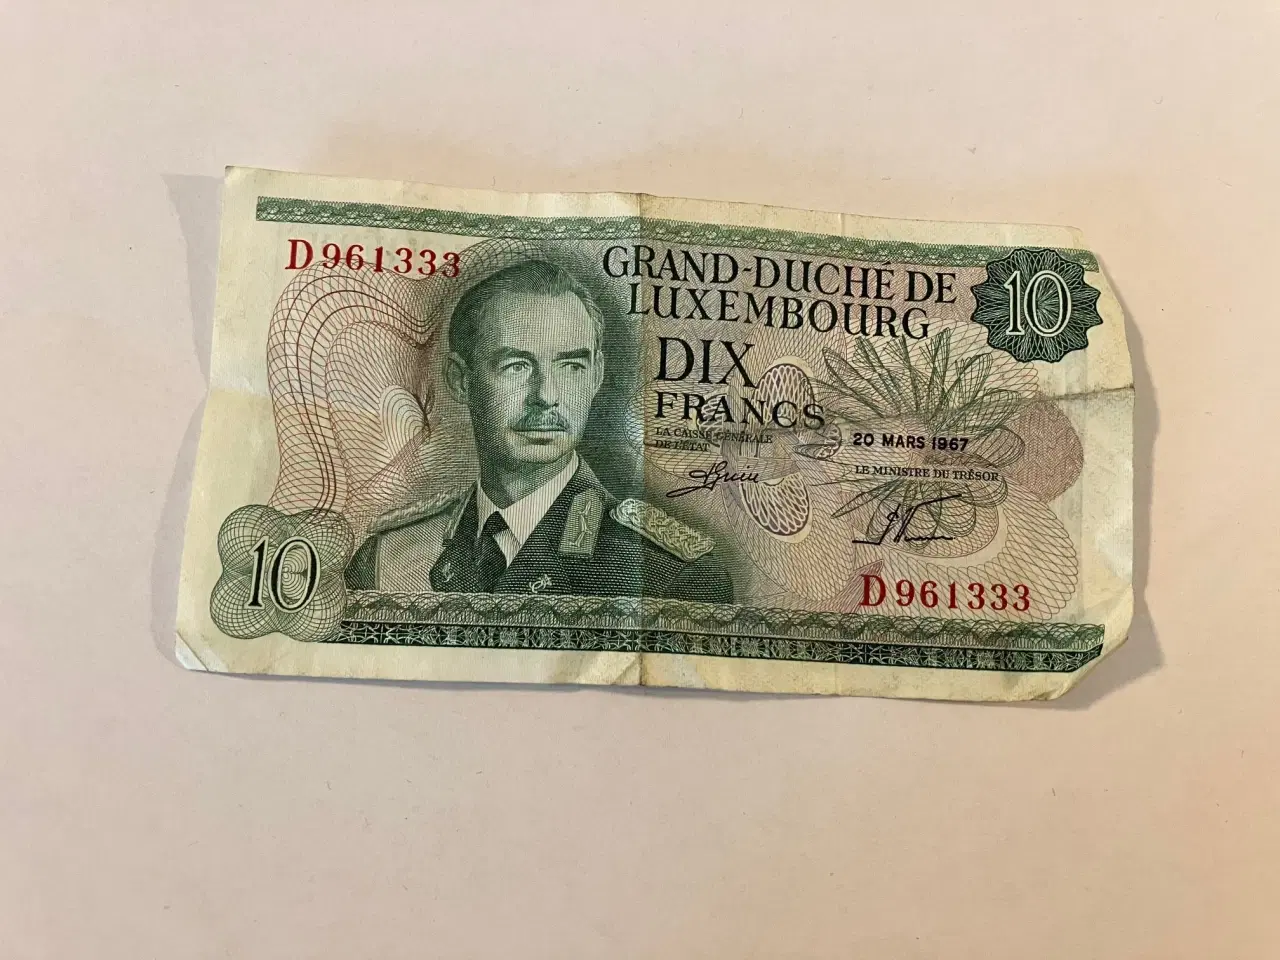 D961333
GRAND-DUCHÉ DE
LUXEMBOURG
10
DIX
FRANCS
LA CAISSE GÉNÉRALE
DE L'ÉTAT
20 MARS 1967
LE MINISTRE DU TRÉSOR
10
D961333